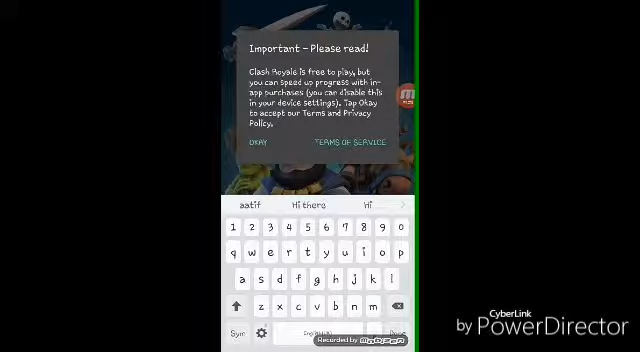 Important - Please read!
Clash Royale is free to play, but
you can speed up progress with in-
app purchases (you can disable this
in your device settings). Tap Okay
to accept our Terms and Privacy
Policy.
OKAY TERMS OF SERVICE
aatif Hi there Hi
1 2 3 4 5 6 7 8 9 0
q w e r t y u i o p
a s d f g h j k l
z x c v b n m
Sym
Recorded by
CyberLink
by PowerDirector